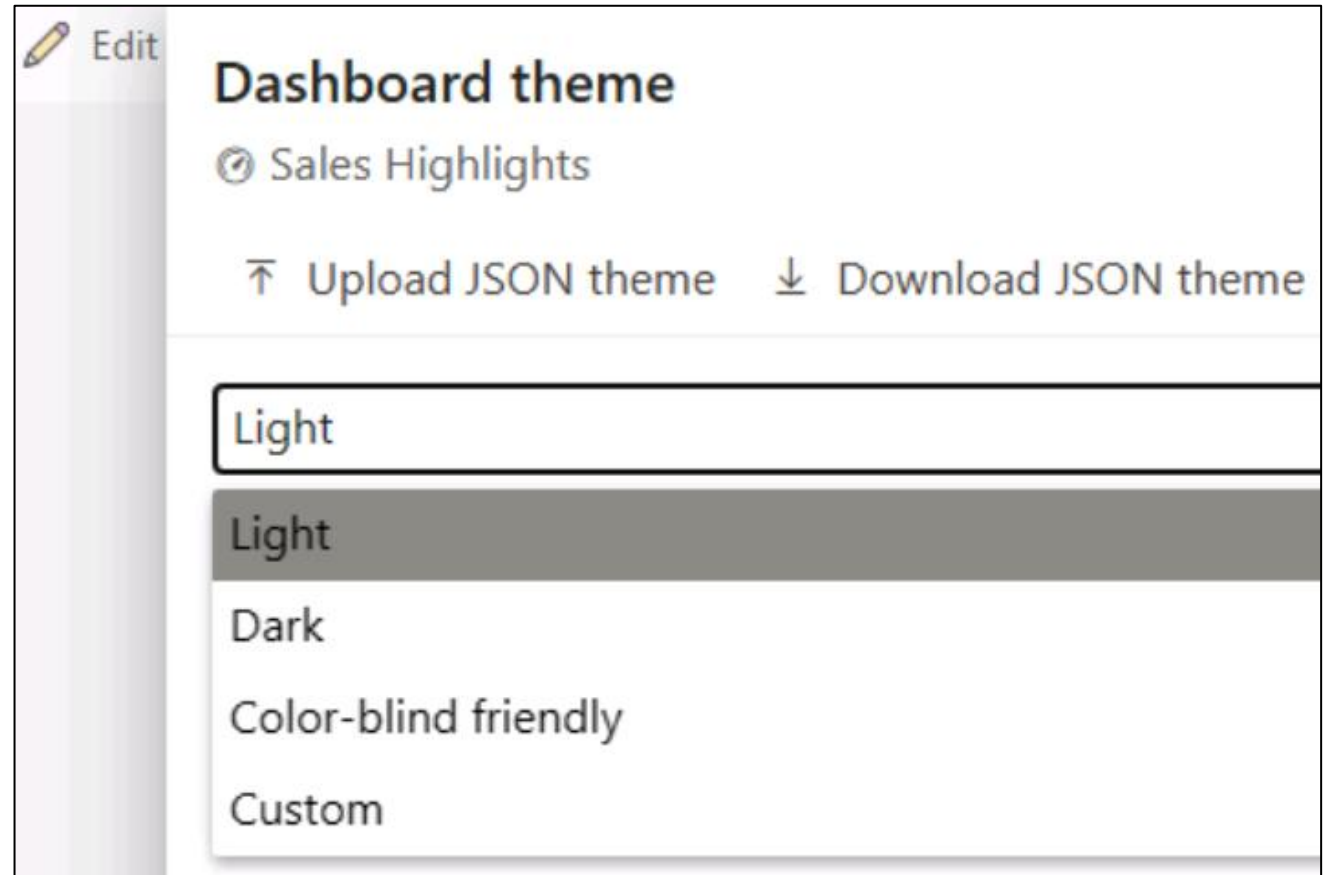 Edit
Dashboard theme
Sales Highlights
Upload JSON theme Download JSON theme
Light
Light
Dark
Color-blind friendly
Custom